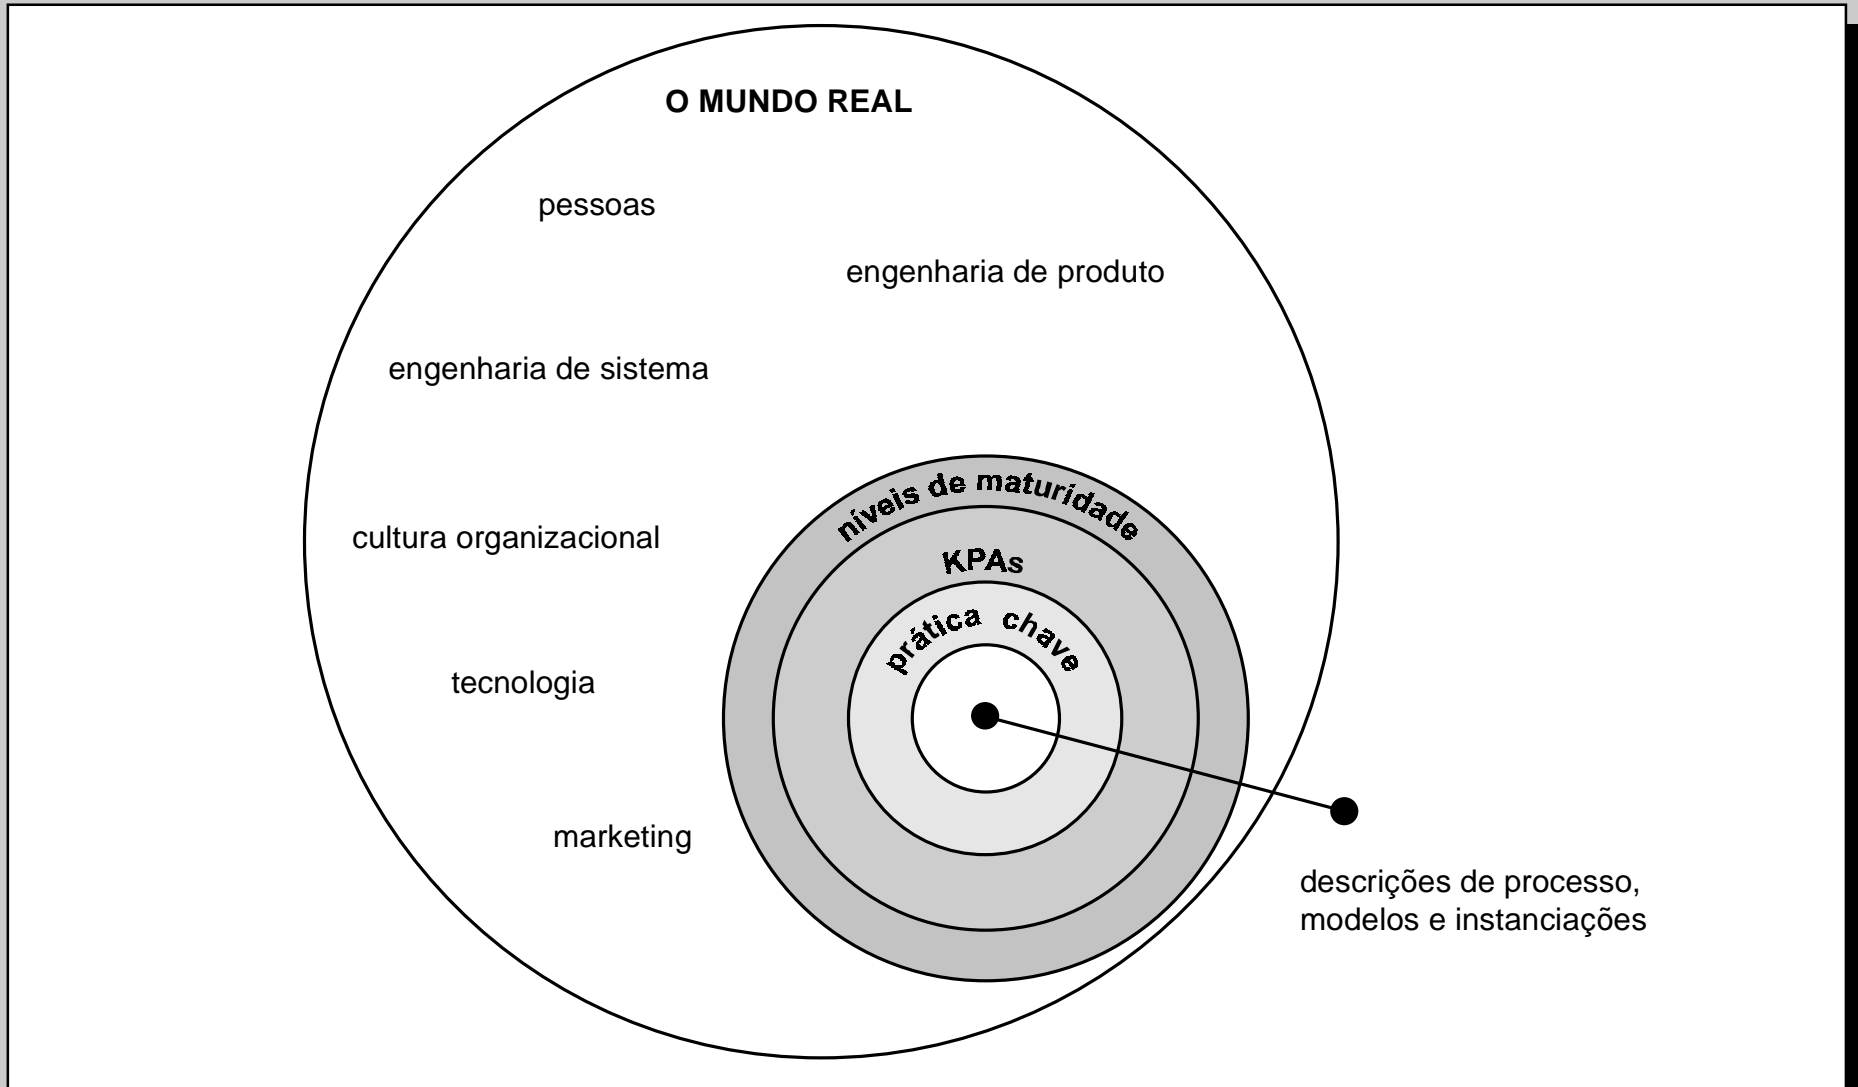 O MUNDO REAL
pessoas
engenharia de produto
engenharia de sistema
níveis de maturidade
cultura organizacional
KPAs
prática chave
tecnologia
marketing
descrições de processo,
modelos e instanciações